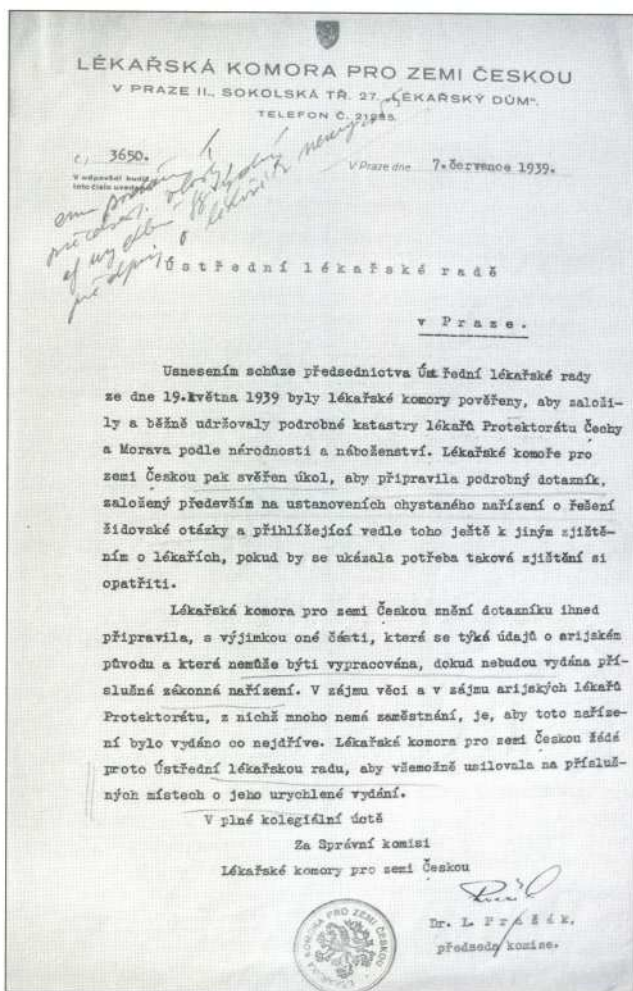 LÉKAŘSKÁ KOMORA PRO ZEMI ČESKOU
V PRAZE II., SOKOLSKÁ TŘ. 27. „LÉKAŘSKÝ DŮM".
TELEFON Č.
č. 3650.
V odpovědi budiž
toto číslo uvedeno
V Praze dne 7. července 1939.
Ústřední lékařské radě
v Praze.
Usnesením schůze předsednictva Ústřední lékařské rady
ze dne 19.května 1939 byly lékařské komory pověřeny, aby založi-
ly a běžně udržovaly podrobné katastry lékařů Protektorátu Čechy
a Morava podle národnosti a náboženství. Lékařské komoře pro
zemi Českou pak svěřen úkol, aby připravila podrobný dotazník,
založený především na ustanoveních chystaného nařízení o řešení
židovské otázky a přihlížející vedle toho ještě k jiným zjiště-
ním o lékařích, pokud by se ukázala potřeba taková zjištění si
opatřiti.
Lékařská komora pro zemi Českou znění dotazníku ihned
připravila, s výjimkou oné části, která se týká údajů o arijském
původu a která nemůže býti vypracována, dokud nebudou vydána pří-
slušná zákonná nařízení. V zájmu věci a v zájmu arijských lékařů
Protektorátu, z nichž mnoho nemá zaměstnání, je, aby toto naříze-
ní bylo vydáno co nejdříve. Lékařská komora pro zemi Českou žádá
proto Ústřední lékařskou radu, aby všemožně usilovala na přísluš-
ných místech o jeho urychlené vydání.
V plné kolegiální úctě
Za Správní komisi
Lékařské komory pro zemi Českou
Dr. L. Pražák,
předseda komise.
LÉKAŘSKÁ KOMORA PRO ZEMI ČESKOU